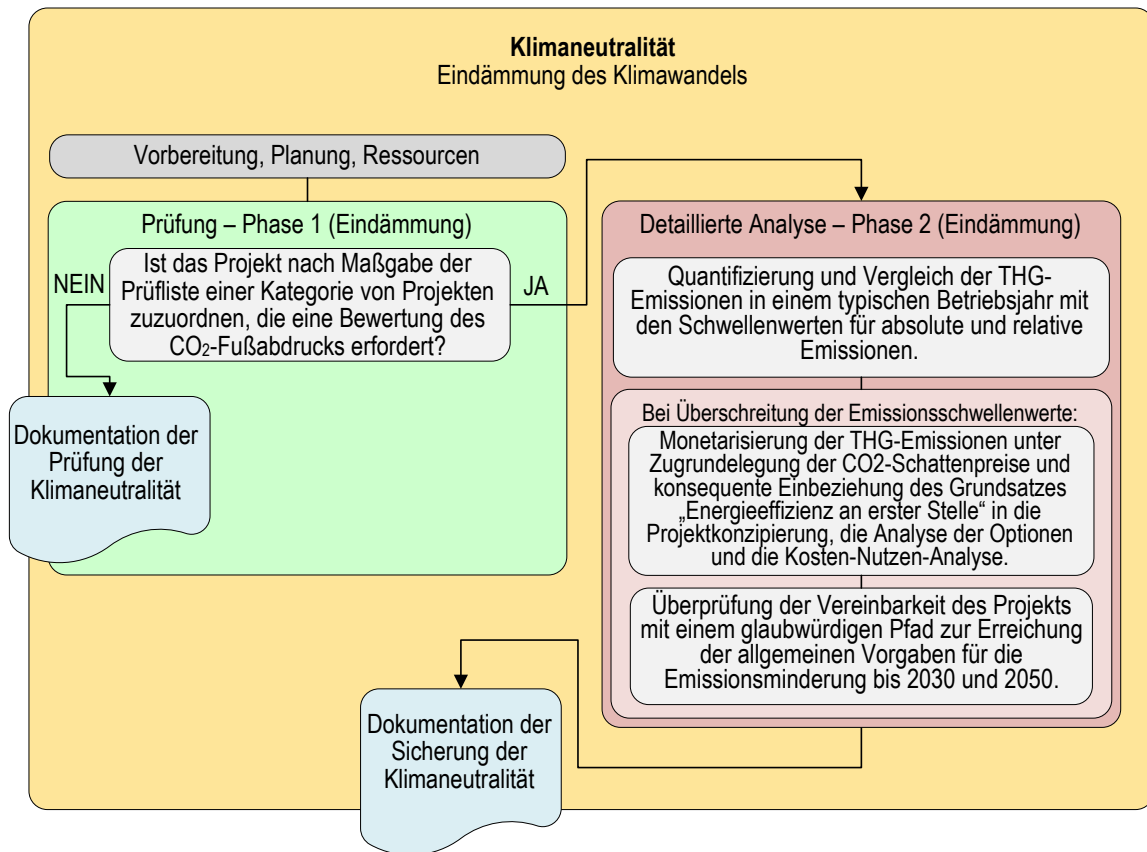 Klimaneutralität
Eindämmung des Klimawandels
Vorbereitung, Planung, Ressourcen
Prüfung – Phase 1 (Eindämmung)
NEIN
Ist das Projekt nach Maßgabe der
Prüfliste einer Kategorie von Projekten
zuzuordnen, die eine Bewertung des
CO2-Fußabdrucks erfordert?
JA
Dokumentation der
Prüfung der
Klimaneutralität
Detaillierte Analyse – Phase 2 (Eindämmung)
Quantifizierung und Vergleich der THG-
Emissionen in einem typischen Betriebsjahr mit
den Schwellenwerten für absolute und relative
Emissionen.
Bei Überschreitung der Emissionsschwellenwerte:
Monetarisierung der THG-Emissionen unter
Zugrundelegung der CO2-Schattenpreise und
konsequente Einbeziehung des Grundsatzes
„Energieeffizienz an erster Stelle“ in die
Projektkonzipierung, die Analyse der Optionen
und die Kosten-Nutzen-Analyse.
Überprüfung der Vereinbarkeit des Projekts
mit einem glaubwürdigen Pfad zur Erreichung
der allgemeinen Vorgaben für die
Emissionsminderung bis 2030 und 2050.
Dokumentation der
Sicherung der
Klimaneutralität